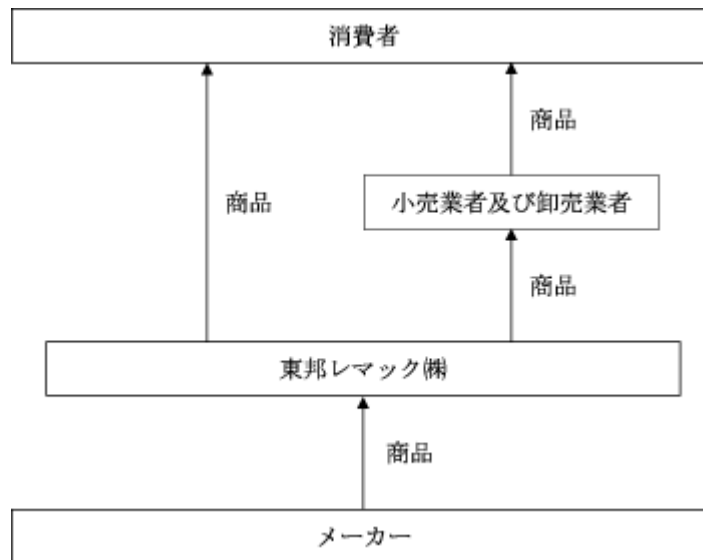 消費者
商品
商品
小売業者及び卸売業者
商品
東邦レマック㈱
商品
メーカー